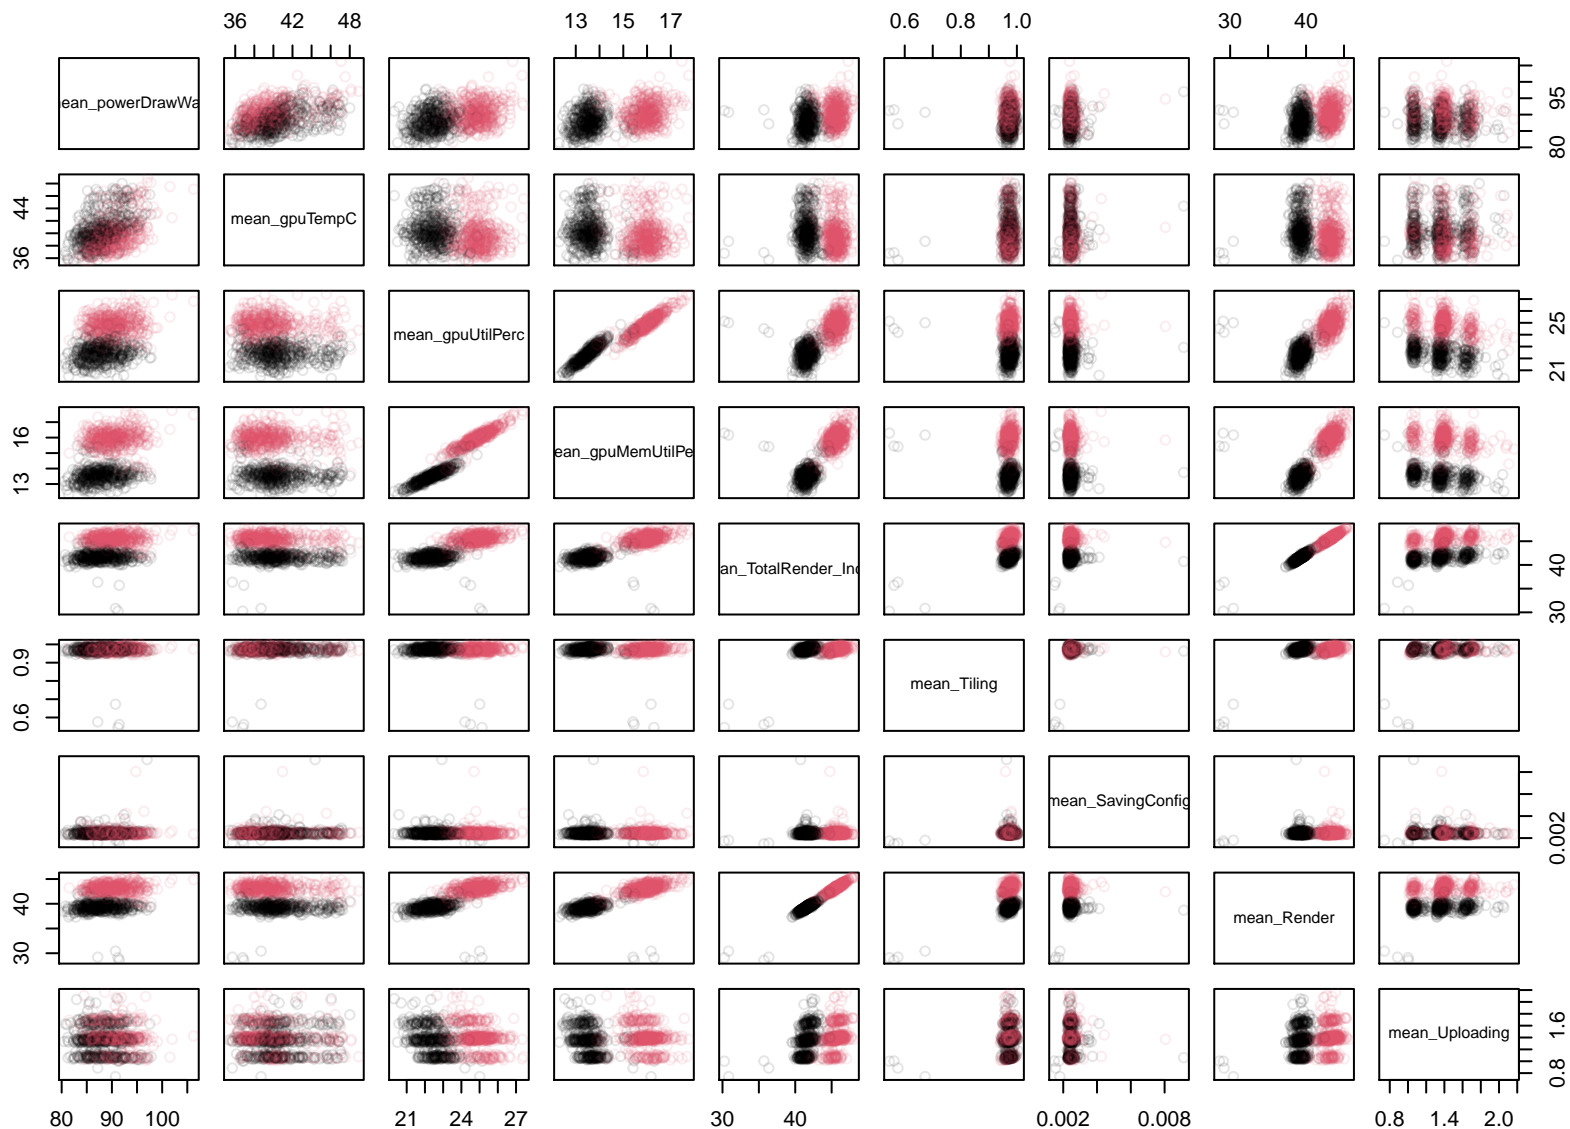 36 42 48 13 15 17 0.6 0.8 1.0 30 40
mean_powerDrawWa
80 95
36 44
mean_gpuTempC
mean_gpuUtilPerc
21 25
13 16
ean_gpuMemUtilPe
an_TotalRender_Inc
30 40
0.6 0.9
mean_Tiling
mean_SavingConfig
0.002
30 40
mean_Render
mean_Uploading
0.8 1.6
80 90 100 21 24 27 30 40 0.002 0.008 0.8 1.4 2.0